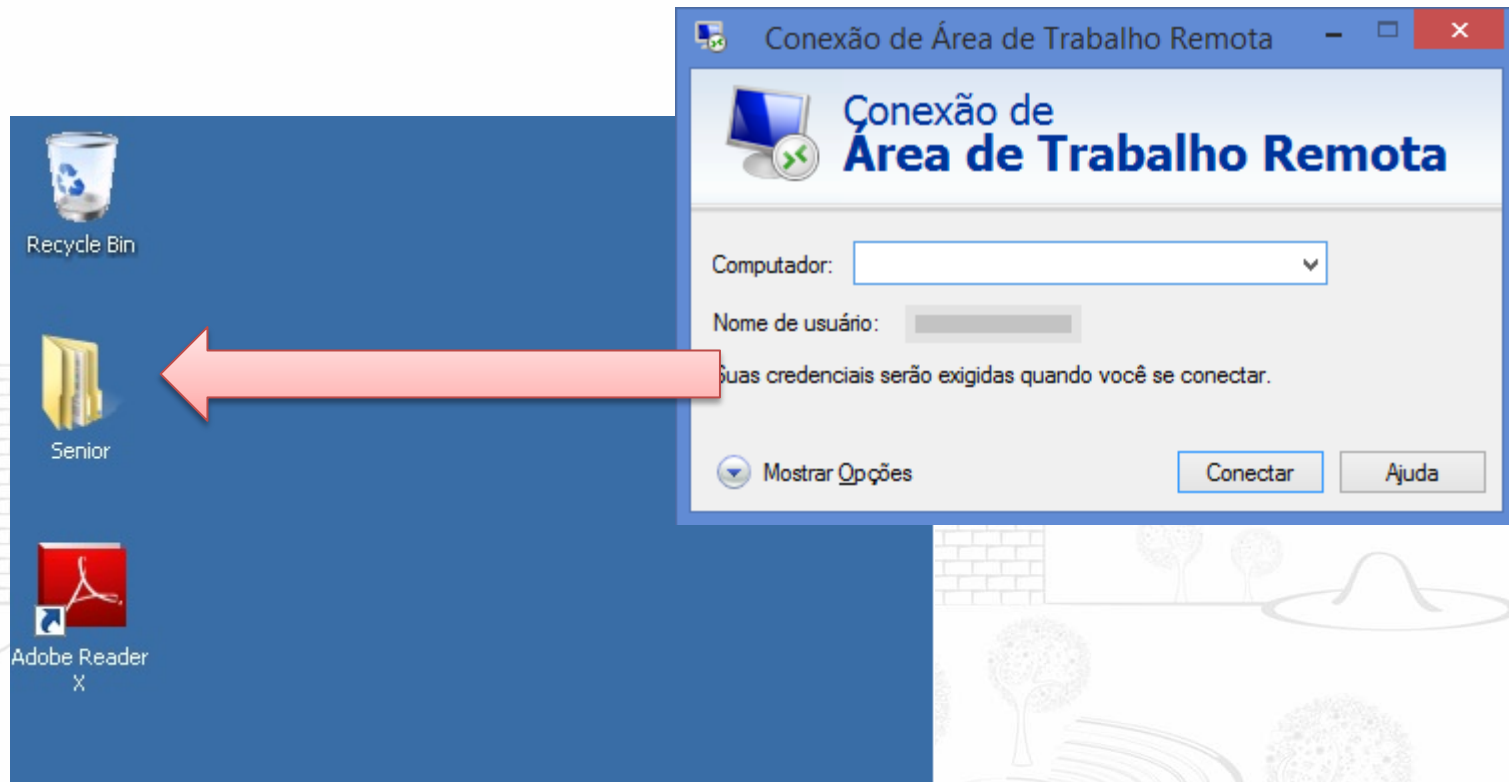 Conexão de Área de Trabalho Remota
Conexão de
Área de Trabalho Remota
Computador:
Nome de usuário:
Suas credenciais serão exigidas quando você se conectar.
Mostrar Opções
Conectar
Ajuda
Recycle Bin
Senior
Adobe Reader
X